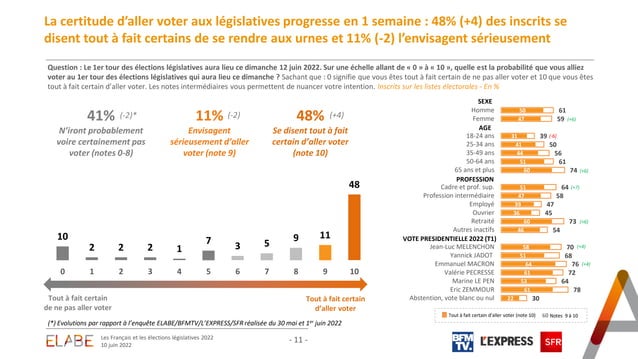 La certitude d'aller voter aux législatives progresse en 1 semaine : 48% (+4) des inscrits se
disent tout à fait certains de se rendre aux urnes et 11% (-2) l'envisagent sérieusement
Question : Le 1er tour des élections législatives aura lieu ce dimanche 12 juin 2022. Sur une échelle allant de « 0 » à « 10 », quelle est la probabilité que vous alliez
voter au 1er tour des élections législatives qui aura lieu ce dimanche ? Sachant que : 0 signifie que vous êtes tout à fait certain de ne pas aller voter et 10 que vous êtes
tout à fait certain d'aller voter. Les notes intermédiaires vous permettent de nuancer votre intention. Inscrits sur les listes électorales - En %
41% (-2)*
N'iront probablement
voire certainement pas
voter (notes 0-8)
11% (-2)
Envisagent
sérieusement d'aller
voter (note 9)
48% (+4)
Se disent tout à fait
certain d'aller voter
(note 10)
10 2 2 2 1 7 3 5 9 11 48
0 1 2 3 4 5 6 7 8 9 10
Tout à fait certain
de ne pas aller voter
Tout à fait certain
d'aller voter
SEXE
Homme 50 61
Femme 47 59 (+6)
AGE
18-24 ans 31 39 (-6)
25-34 ans 41 50
35-49 ans 44 56
50-64 ans 51 61
65 ans et plus 60 74 (+6)
PROFESSION
Cadre et prof. sup. 51 64 (+7)
Profession intermédiaire 47 58
Employé 39 47
Ouvrier 36 45
Retraité 60 73 (+6)
Autres inactifs 46 54
VOTE PRESIDENTIELLE 2022 (T1)
Jean-Luc MELENCHON 58 70 (+4)
Yannick JADOT 51 68
Emmanuel MACRON 64 76 (+4)
Valérie PECRESSE 61 72
Marine LE PEN 53 64
Eric ZEMMOUR 61 78
Abstention, vote blanc ou nul 22 30
Tout à fait certain d'aller voter (note 10) 60 Notes 9 à 10
(*) Evolutions par rapport à l'enquête ELABE/BFMTV/L'EXPRESS/SFR réalisée du 30 mai et 1er juin 2022
ELABE
Les Français et les élections législatives 2022
10 juin 2022
- 11 -
BFM
TV.
L'EXPRESS
SFR